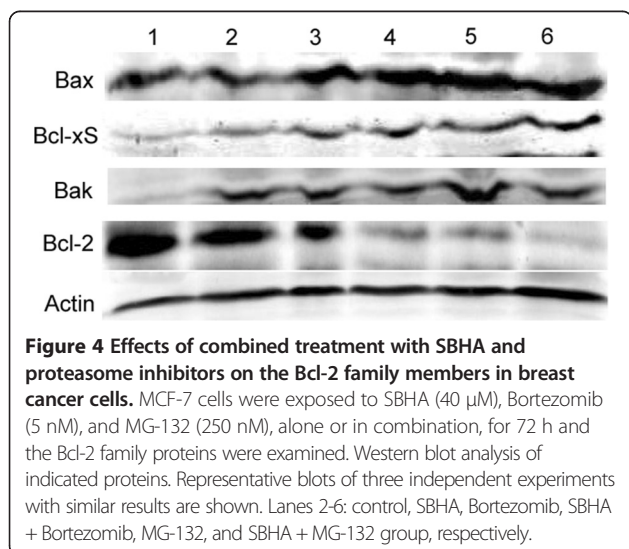 1 2 3 4 5 6
Bax
Bcl-xS
Bak
Bcl-2
Actin
Figure 4 Effects of combined treatment with SBHA and
proteasome inhibitors on the Bcl-2 family members in breast
cancer cells. MCF-7 cells were exposed to SBHA (40 μM), Bortezomib
(5 nM), and MG-132 (250 nM), alone or in combination, for 72 h and
the Bcl-2 family proteins were examined. Western blot analysis of
indicated proteins. Representative blots of three independent experiments
with similar results are shown. Lanes 2-6: control, SBHA, Bortezomib, SBHA
+ Bortezomib, MG-132, and SBHA + MG-132 group, respectively.